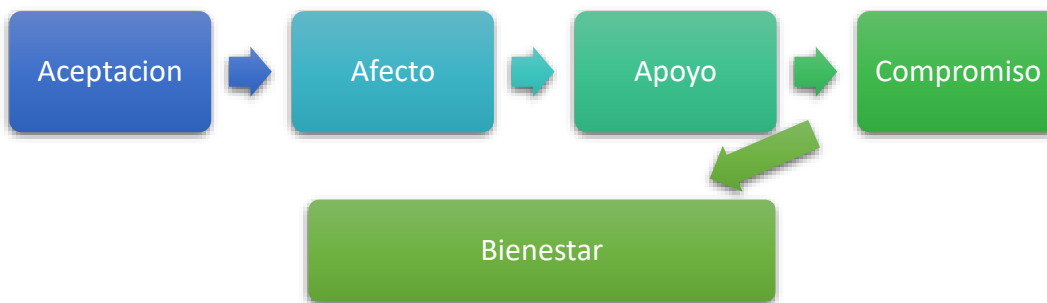 Aceptacion
Afecto
Apoyo
Compromiso
Bienestar